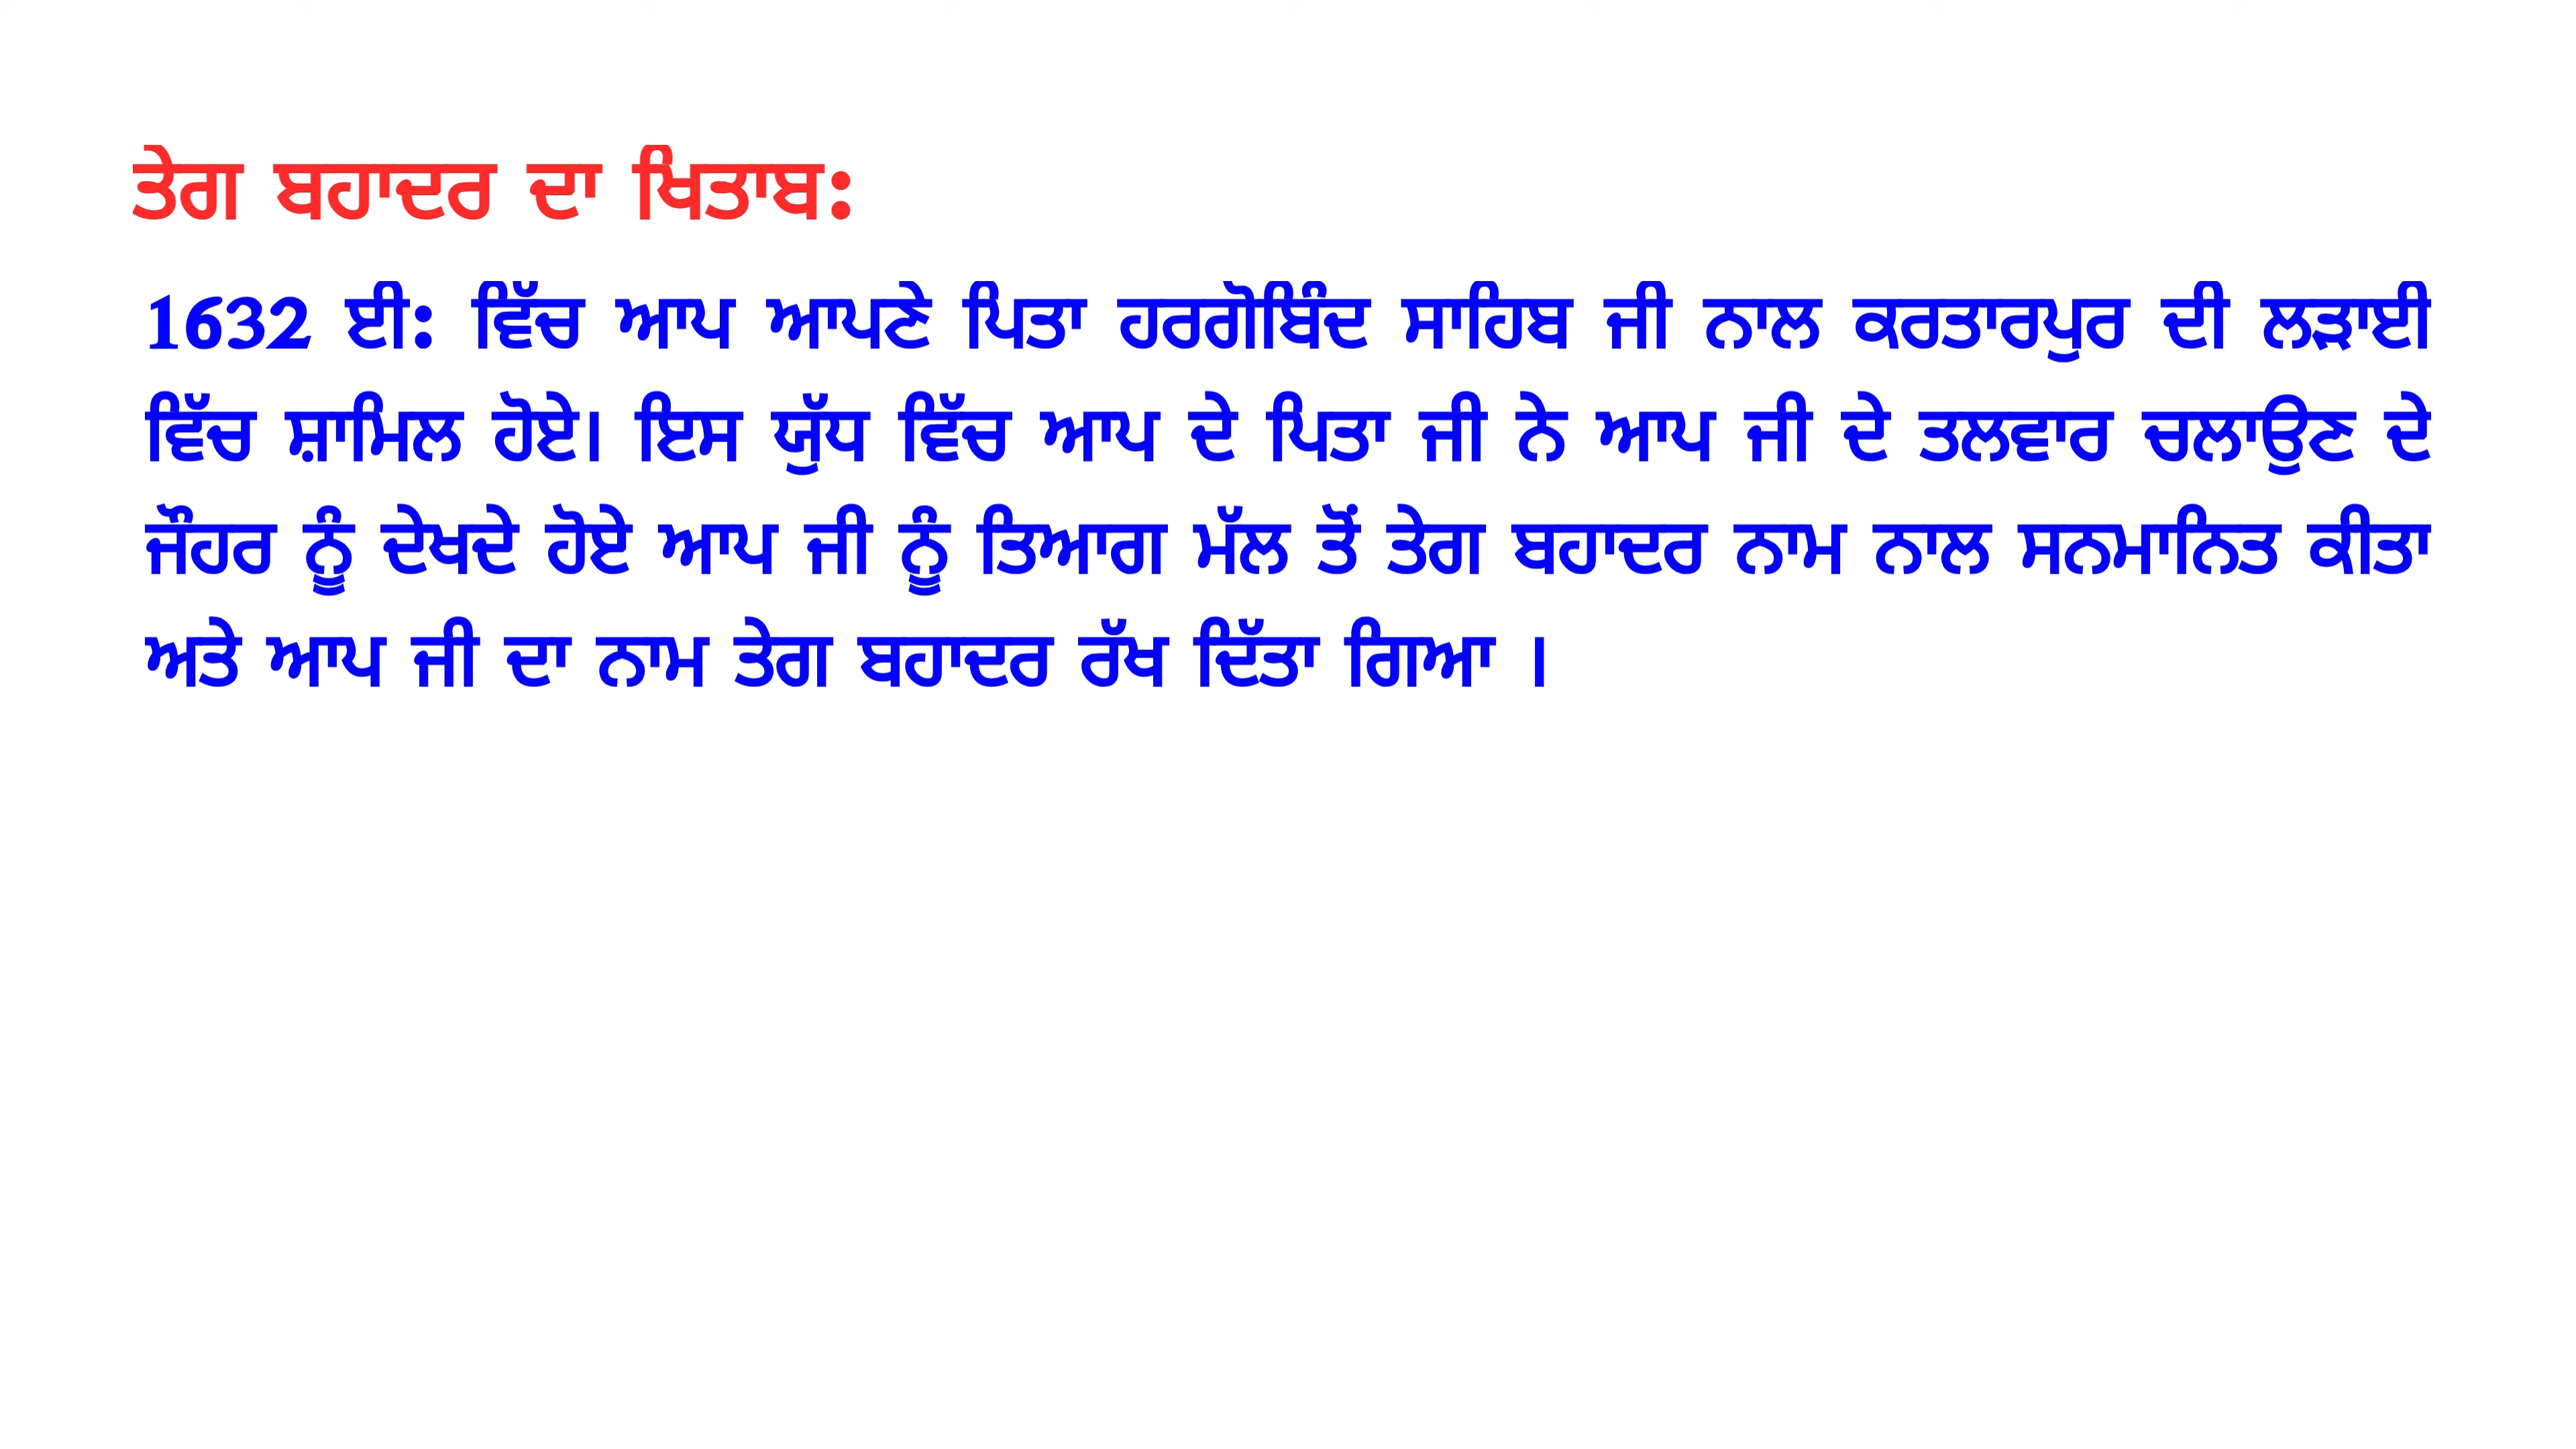 ਤੇਗ ਬਹਾਦਰ ਦਾ ਖਿਤਾਬ:
1632 ਈ: ਵਿੱਚ ਆਪ ਆਪਣੇ ਪਿਤਾ ਹਰਗੋਬਿੰਦ ਸਾਹਿਬ ਜੀ ਨਾਲ ਕਰਤਾਰਪੁਰ ਦੀ ਲੜਾਈ
ਵਿੱਚ ਸ਼ਾਮਿਲ ਹੋਏ। ਇਸ ਯੁੱਧ ਵਿੱਚ ਆਪ ਦੇ ਪਿਤਾ ਜੀ ਨੇ ਆਪ ਜੀ ਦੇ ਤਲਵਾਰ ਚਲਾਉਣ ਦੇ
ਜੌਹਰ ਨੂੰ ਦੇਖਦੇ ਹੋਏ ਆਪ ਜੀ ਨੂੰ ਤਿਆਗ ਮੱਲ ਤੋਂ ਤੇਗ ਬਹਾਦਰ ਨਾਮ ਨਾਲ ਸਨਮਾਨਿਤ ਕੀਤਾ
ਅਤੇ ਆਪ ਜੀ ਦਾ ਨਾਮ ਤੇਗ ਬਹਾਦਰ ਰੱਖ ਦਿੱਤਾ ਗਿਆ ।